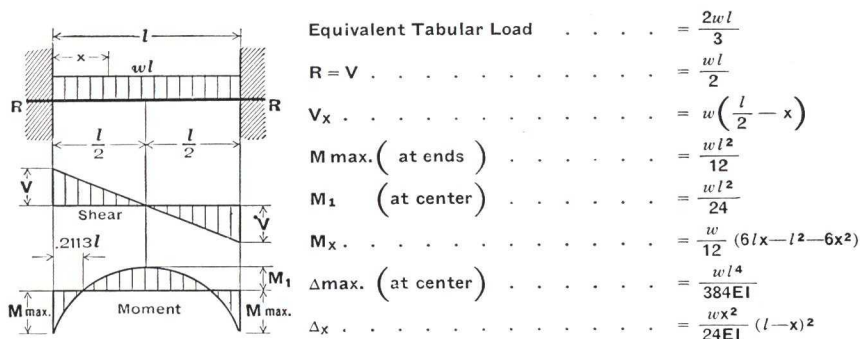 l
x
wl
R
R
l/2
l/2
V
Shear
V
.2113l
M₁
M max.
Moment
M max.
Equivalent Tabular Load . . . . = 2wl/3
R = V . . . . . . . . . . . = wl/2
Vx . . . . . . . . . . . . = w(l/2 − x)
M max. ( at ends ) . . . . . . = wl²/12
M₁ ( at center ) . . . . . . = wl²/24
Mx . . . . . . . . . . . . = w/12 (6lx—l²—6x²)
Δmax. ( at center ) . . . . . . = wl⁴/384EI
Δx . . . . . . . . . . . . = wx²/24EI (l—x)²